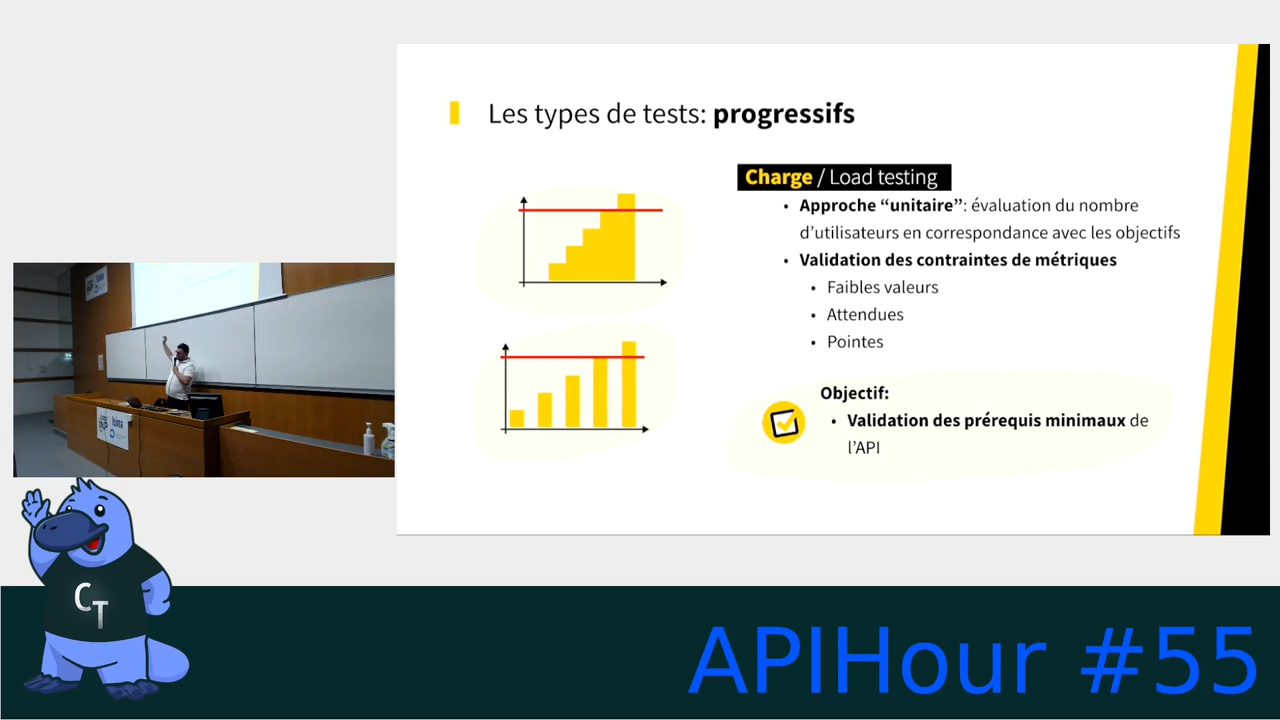 Les types de tests: progressifs
Charge / Load testing
• Approche “unitaire”: évaluation du nombre
d’utilisateurs en correspondance avec les objectifs
• Validation des contraintes de métriques
• Faibles valeurs
• Attendues
• Pointes
Objectif:
• Validation des prérequis minimaux de
l’API
CT
APIHour #55